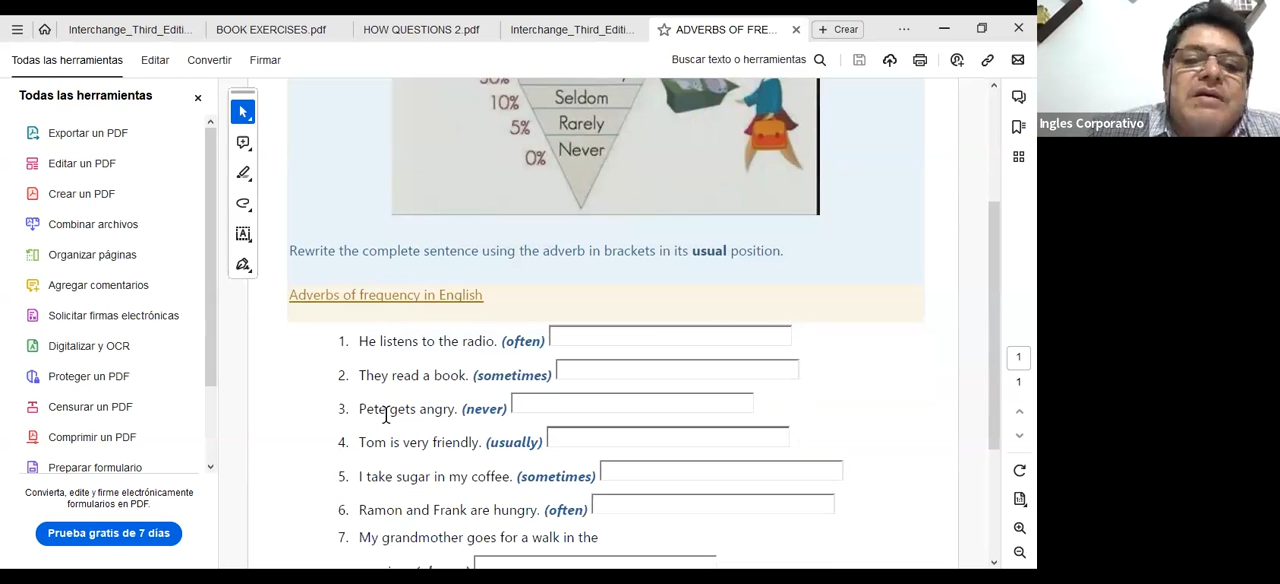 Interchange_Third_Editi...
BOOK EXERCISES.pdf
HOW QUESTIONS 2.pdf
Interchange_Third_Editi...
ADVERBS OF FRE...
Crear
Todas las herramientas
Editar
Convertir
Firmar
Buscar texto o herramientas
Todas las herramientas
Exportar un PDF
Editar un PDF
Crear un PDF
Combinar archivos
Organizar páginas
Agregar comentarios
Solicitar firmas electrónicas
Digitalizar y OCR
Proteger un PDF
Censurar un PDF
Comprimir un PDF
Preparar formulario
Convierta, edite y firme electrónicamente
formularios en PDF.
Prueba gratis de 7 días
10% Seldom
5% Rarely
0% Never
Rewrite the complete sentence using the adverb in brackets in its usual position.
Adverbs of frequency in English
1. He listens to the radio. (often)
2. They read a book. (sometimes)
3. Pete gets angry. (never)
4. Tom is very friendly. (usually)
5. I take sugar in my coffee. (sometimes)
6. Ramon and Frank are hungry. (often)
7. My grandmother goes for a walk in the
1
1
Ingles Corporativo